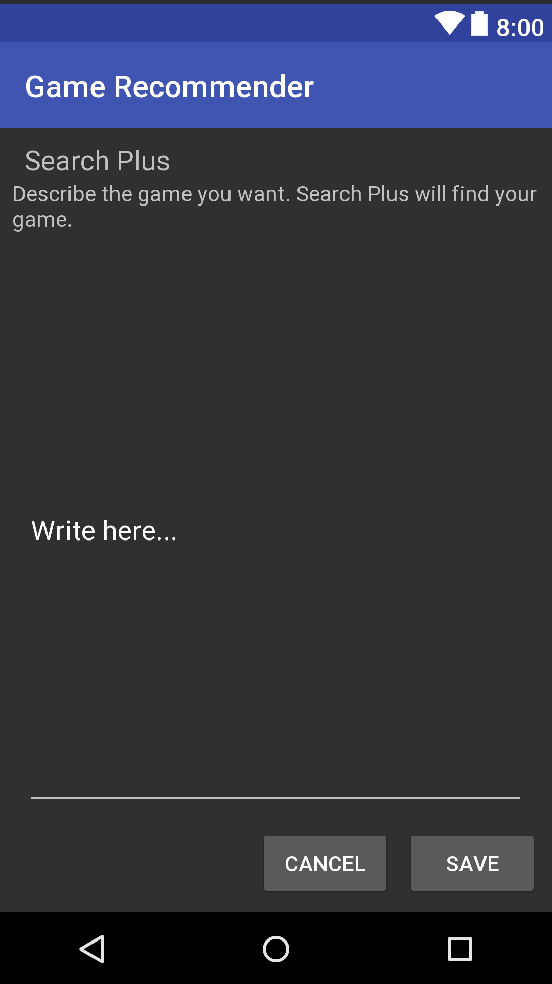 8:00
Game Recommender
Search Plus
Describe the game you want. Search Plus will find your
game.
Write here...
CANCEL SAVE